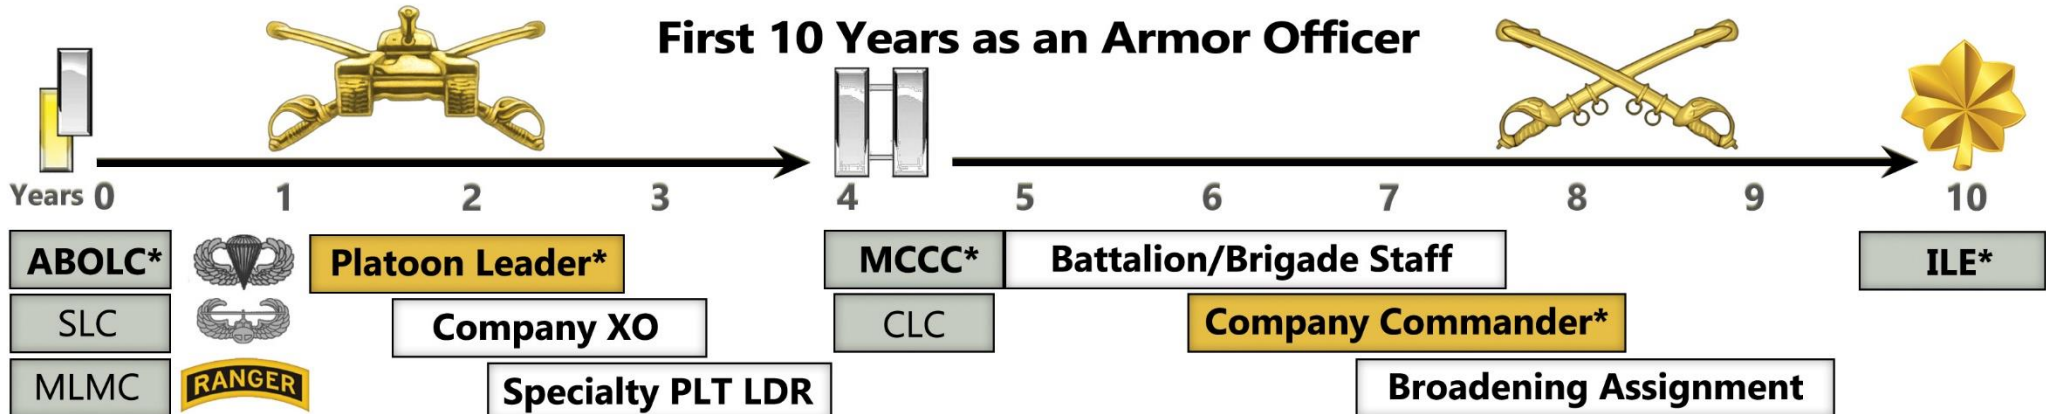 First 10 Years as an Armor Officer
Years 0 1 2 3 4 5 6 7 8 9 10
ABOLC* Platoon Leader* MCCC* Battalion/Brigade Staff ILE*
SLC Company XO CLC Company Commander*
MLMC RANGER Specialty PLT LDR Broadening Assignment